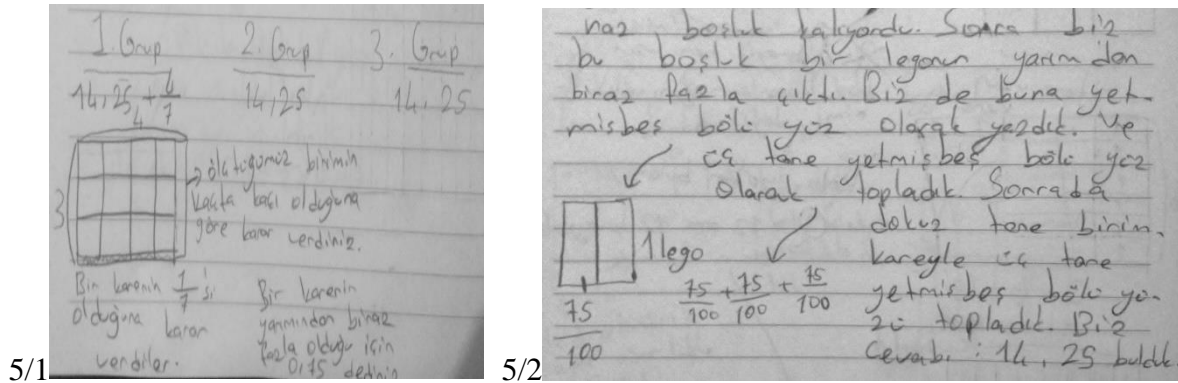 1. Grup 2. Grup 3. Grup
14,25 + 6/7 14,25 14,25
4
3
→ ölçtüğümüz birimin
kaçta kaçı olduğuna
göre karar verdiniz.
Bir karenin 1/7 si
olduğuna karar
verdiler.
Bir karenin
yarımından biraz
fazla olduğu için
0,75 dediniz
5/1
naz boşluk kalıyordu. Sonra biz
bu boşluk bir legonun yarımdan
biraz fazla çıktı. Biz de buna yet-
mişbeş bölü yüz olarak yazdık. Ve
üç tane yetmişbeş bölü yüz
olarak topladık. Sonrada
dokuz tane birim
kareyle üç tane
yetmişbeş bölü yü-
zü topladık. Biz
cevabı : 14,25 bulduk
1 lego
75/100 + 75/100 + 75/100
75/100
5/2